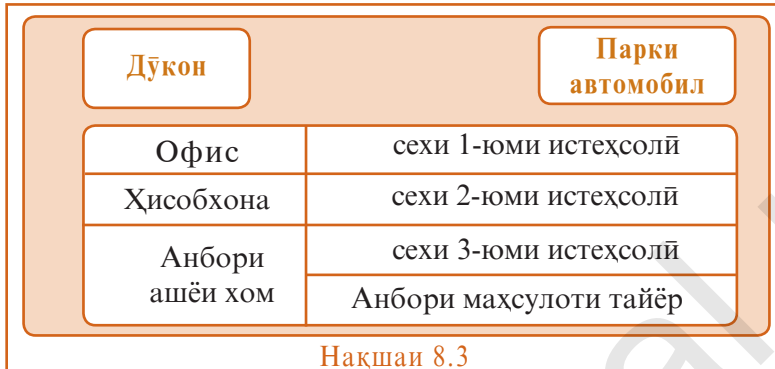 Дӯкон
Парки
автомобил
Офис
сехи 1-юми истеҳсолӣ
Ҳисобхона
сехи 2-юми истеҳсолӣ
Анбори
ашёи хом
сехи 3-юми истеҳсолӣ
Анбори маҳсулоти тайёр
Нақшаи 8.3